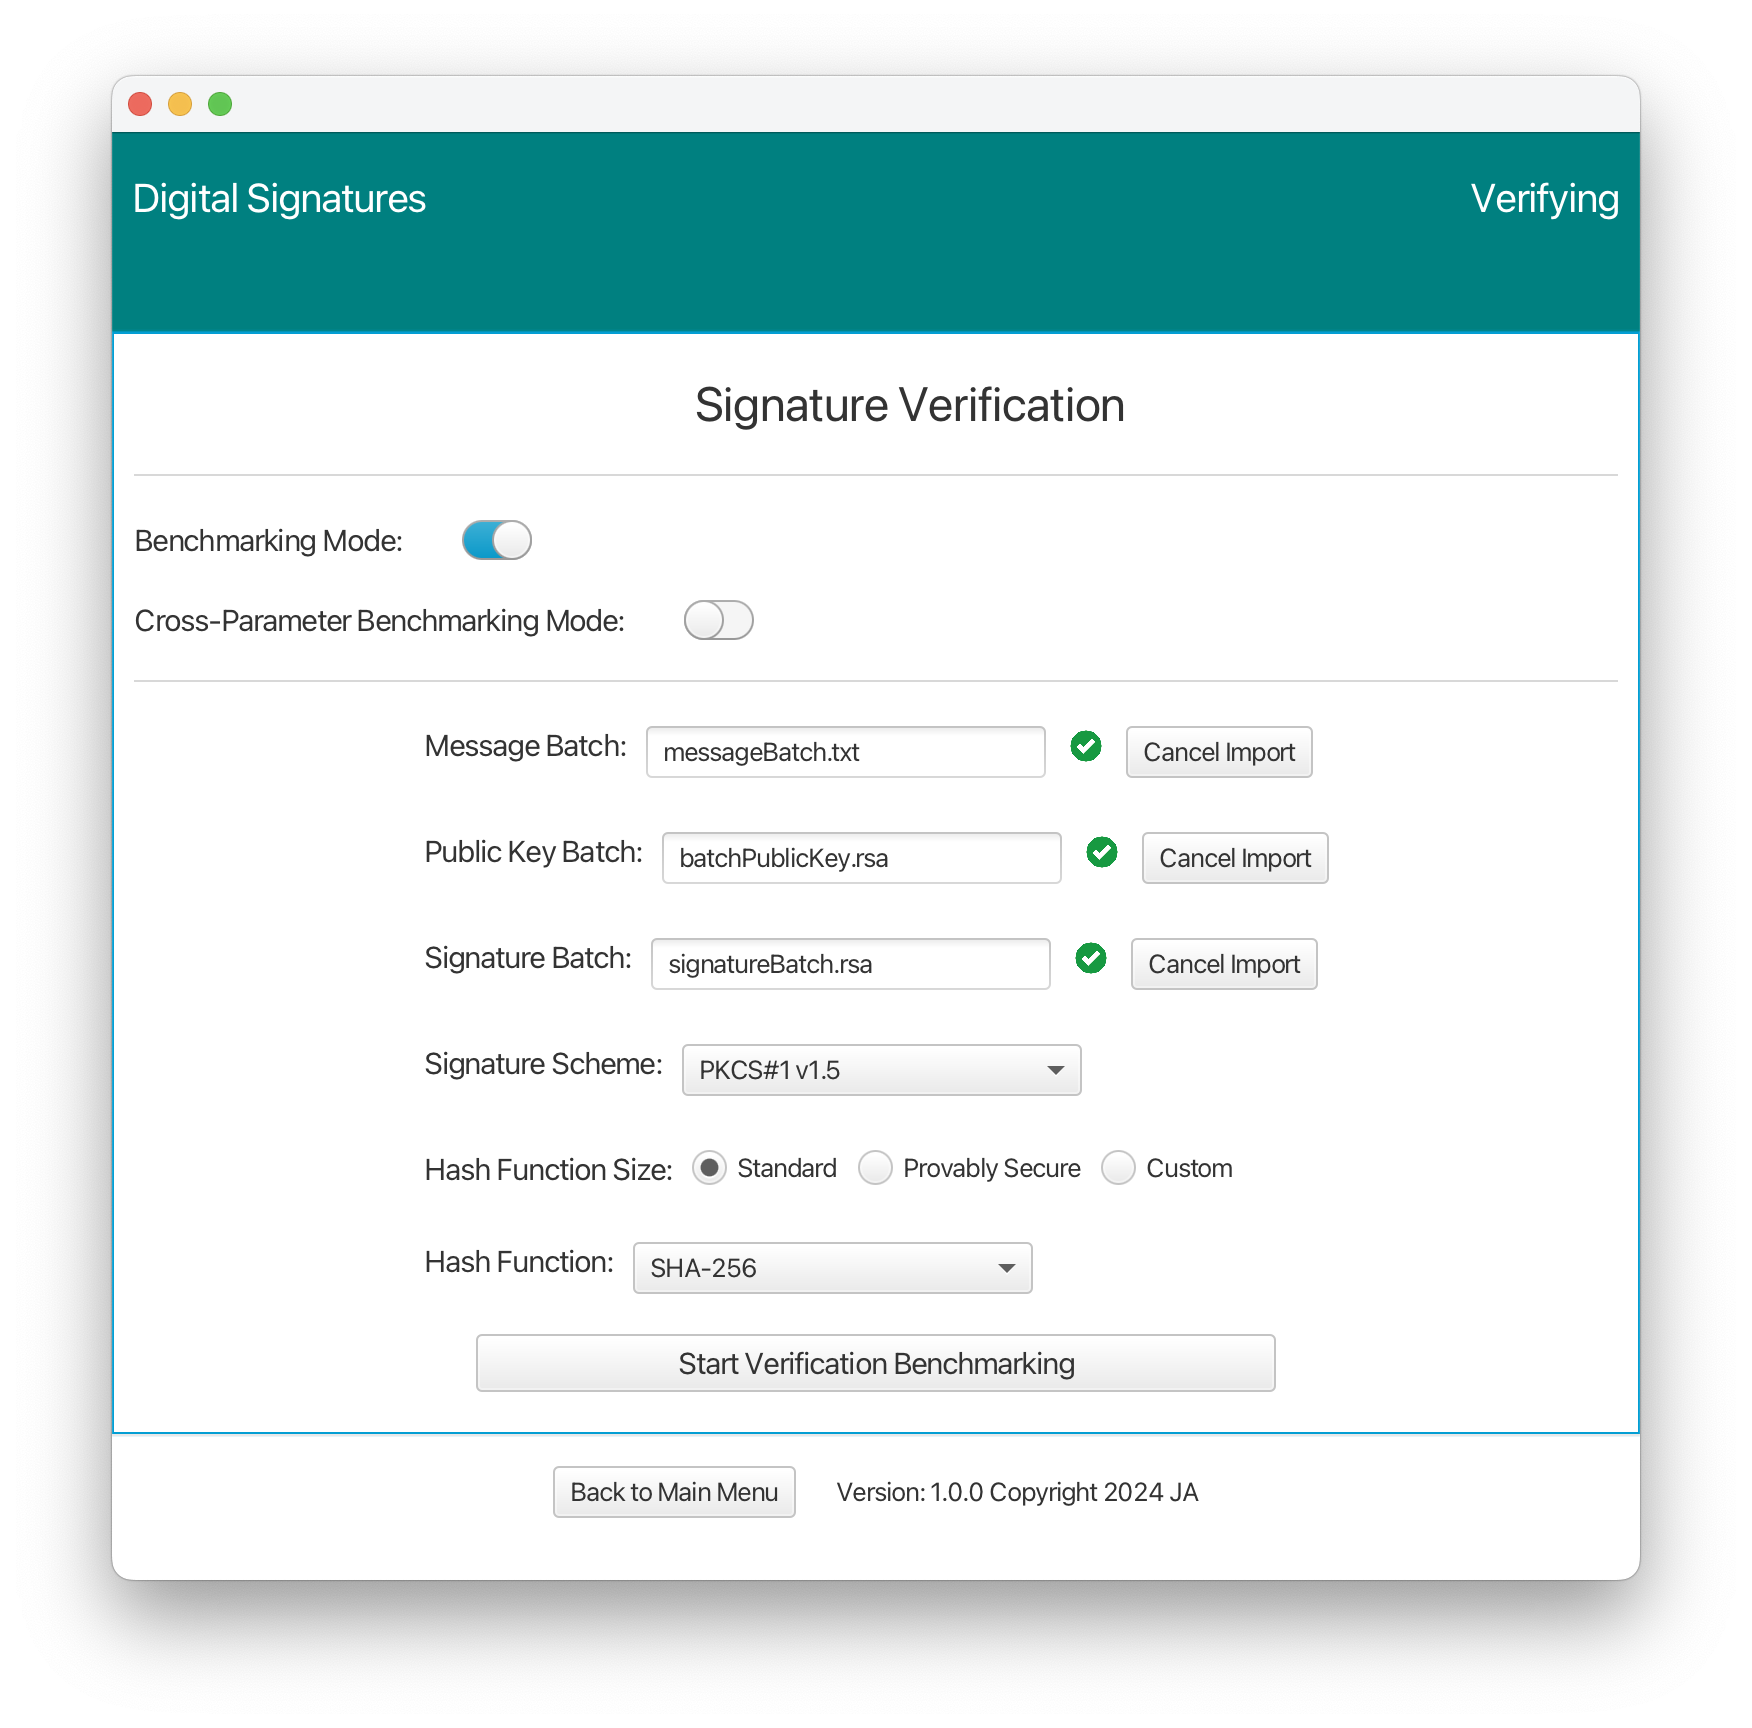 Digital Signatures Verifying
Signature Verification
Benchmarking Mode:
Cross-Parameter Benchmarking Mode:
Message Batch: messageBatch.txt Cancel Import
Public Key Batch: batchPublicKey.rsa Cancel Import
Signature Batch: signatureBatch.rsa Cancel Import
Signature Scheme: PKCS#1 v1.5
Hash Function Size: Standard Provably Secure Custom
Hash Function: SHA-256
Start Verification Benchmarking
Back to Main Menu Version: 1.0.0 Copyright 2024 JA